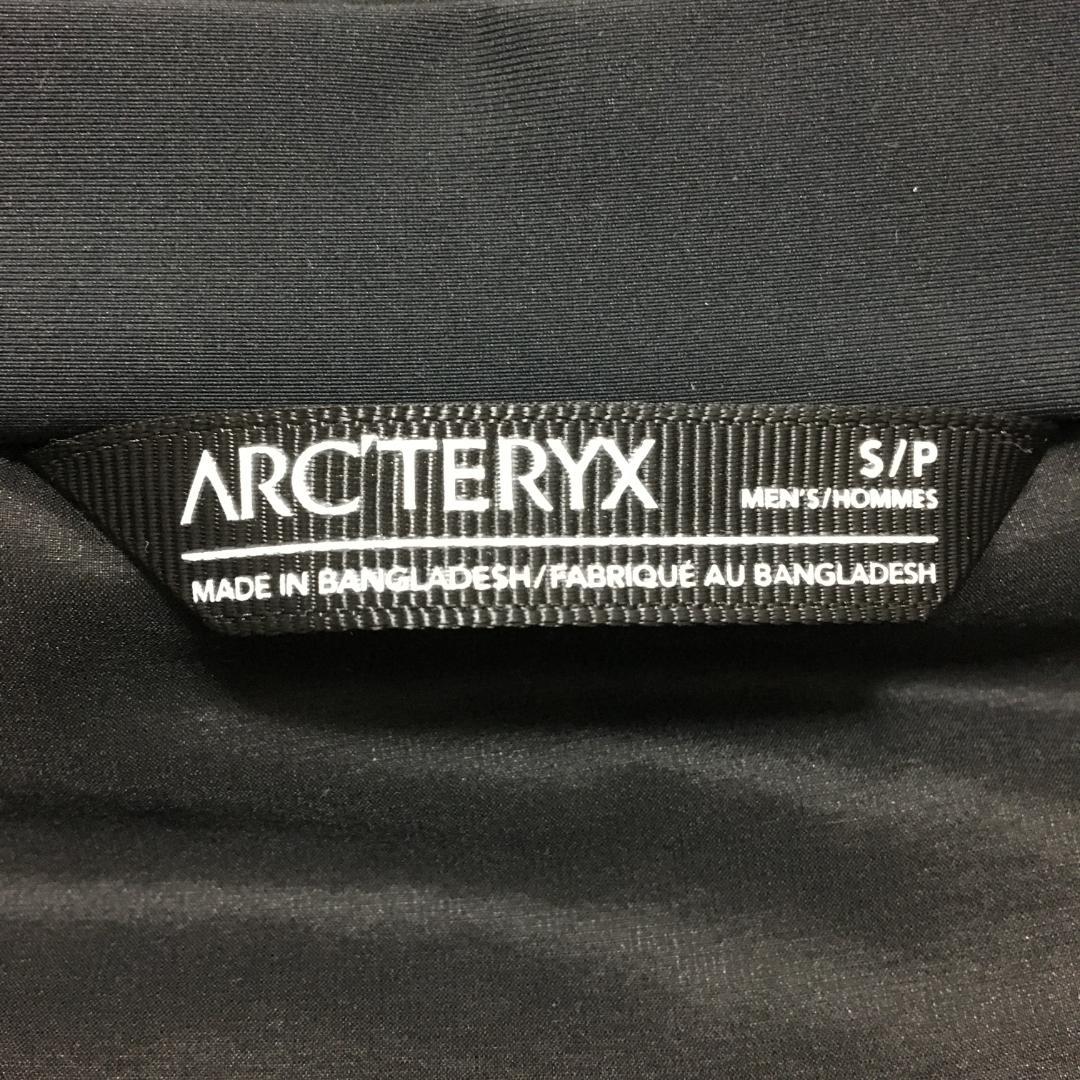 ARC'TERYX
S/P
MEN'S/HOMMES
MADE IN BANGLADESH/FABRIQUÉ AU BANGLADESH